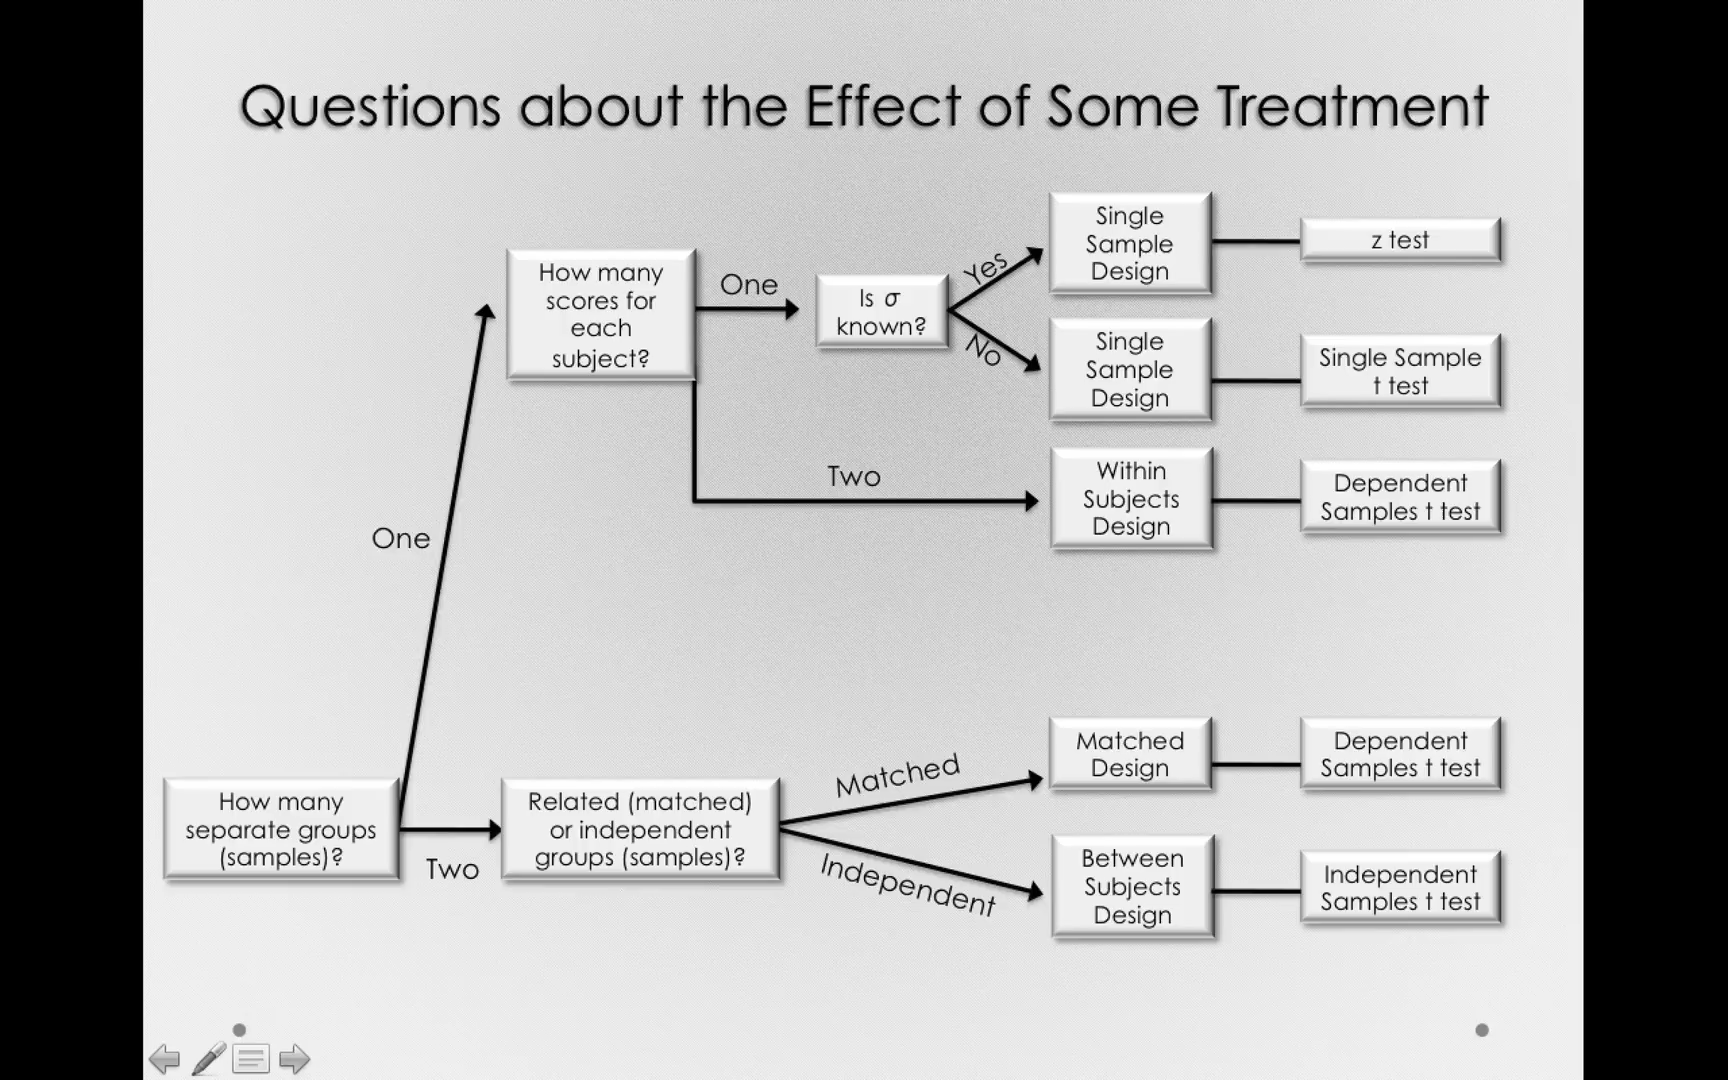 Questions about the Effect of Some Treatment
How many
scores for
each
subject?
One
Is σ
known?
Yes
No
Single
Sample
Design
z test
Single
Sample
Design
Single Sample
t test
Two
Within
Subjects
Design
Dependent
Samples t test
One
How many
separate groups
(samples)?
Two
Related (matched)
or independent
groups (samples)?
Matched
Independent
Matched
Design
Dependent
Samples t test
Between
Subjects
Design
Independent
Samples t test